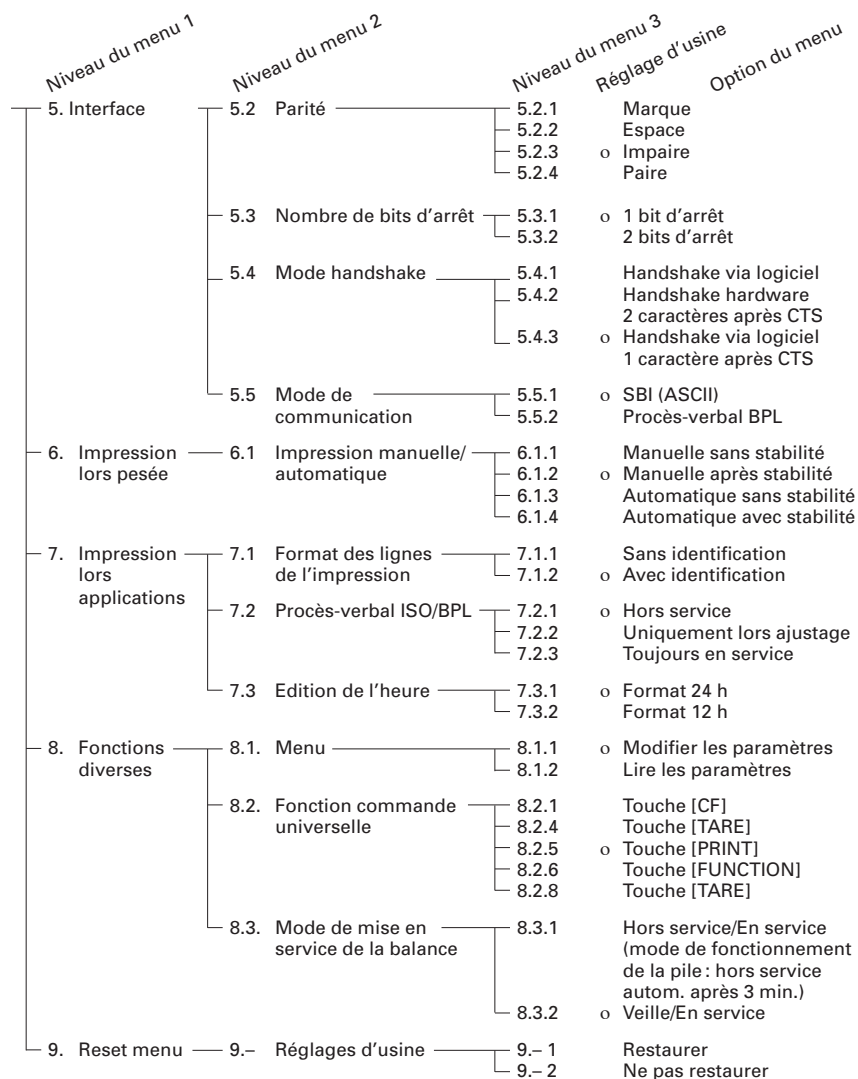 Niveau du menu 1 Niveau du menu 2 Niveau du menu 3 Réglage d'usine Option du menu
5. Interface 5.2 Parité 5.2.1 Marque
5.2.2 Espace
5.2.3 o Impaire
5.2.4 Paire
5.3 Nombre de bits d'arrêt 5.3.1 o 1 bit d'arrêt
5.3.2 2 bits d'arrêt
5.4 Mode handshake 5.4.1 Handshake via logiciel
5.4.2 Handshake hardware
2 caractères après CTS
5.4.3 o Handshake via logiciel
1 caractère après CTS
5.5 Mode de 5.5.1 o SBI (ASCII)
communication 5.5.2 Procès-verbal BPL
6. Impression 6.1 Impression manuelle/ 6.1.1 Manuelle sans stabilité
lors pesée automatique 6.1.2 o Manuelle après stabilité
6.1.3 Automatique sans stabilité
6.1.4 Automatique avec stabilité
7. Impression 7.1 Format des lignes 7.1.1 Sans identification
lors de l'impression 7.1.2 o Avec identification
applications
7.2 Procès-verbal ISO/BPL 7.2.1 o Hors service
7.2.2 Uniquement lors ajustage
7.2.3 Toujours en service
7.3 Edition de l'heure 7.3.1 o Format 24 h
7.3.2 Format 12 h
8. Fonctions 8.1. Menu 8.1.1 o Modifier les paramètres
diverses 8.1.2 Lire les paramètres
8.2. Fonction commande 8.2.1 Touche [CF]
universelle 8.2.4 Touche [TARE]
8.2.5 o Touche [PRINT]
8.2.6 Touche [FUNCTION]
8.2.8 Touche [TARE]
8.3. Mode de mise en 8.3.1 Hors service/En service
service de la balance (mode de fonctionnement
de la pile : hors service
autom. après 3 min.)
8.3.2 o Veille/En service
9. Reset menu 9.– Réglages d'usine 9.– 1 Restaurer
9.– 2 Ne pas restaurer